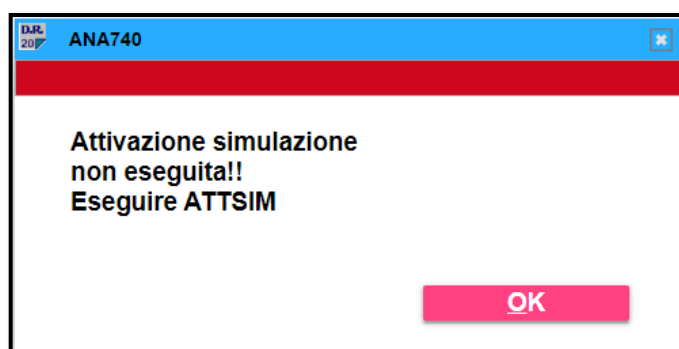 D.R.
20
ANA740
Attivazione simulazione
non eseguita!!
Eseguire ATTSIM
OK